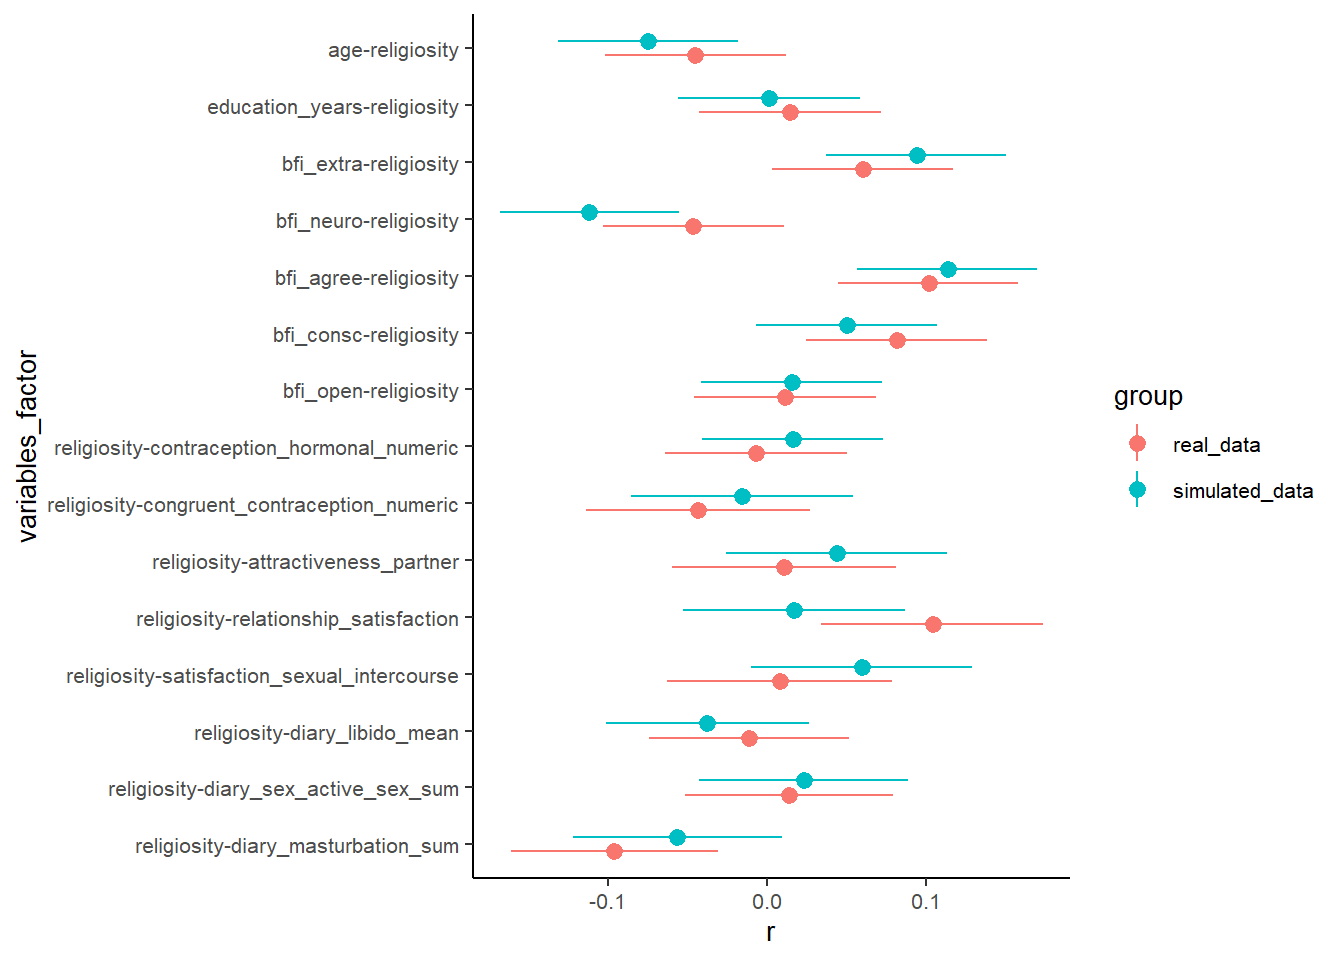 age-religiosity
education_years-religiosity
bfi_extra-religiosity
bfi_neuro-religiosity
bfi_agree-religiosity
bfi_consc-religiosity
bfi_open-religiosity
religiosity-contraception_hormonal_numeric
religiosity-congruent_contraception_numeric
religiosity-attractiveness_partner
religiosity-relationship_satisfaction
religiosity-satisfaction_sexual_intercourse
religiosity-diary_libido_mean
religiosity-diary_sex_active_sex_sum
religiosity-diary_masturbation_sum
variables_factor
-0.1
0.0
0.1
r
group
real_data
simulated_data